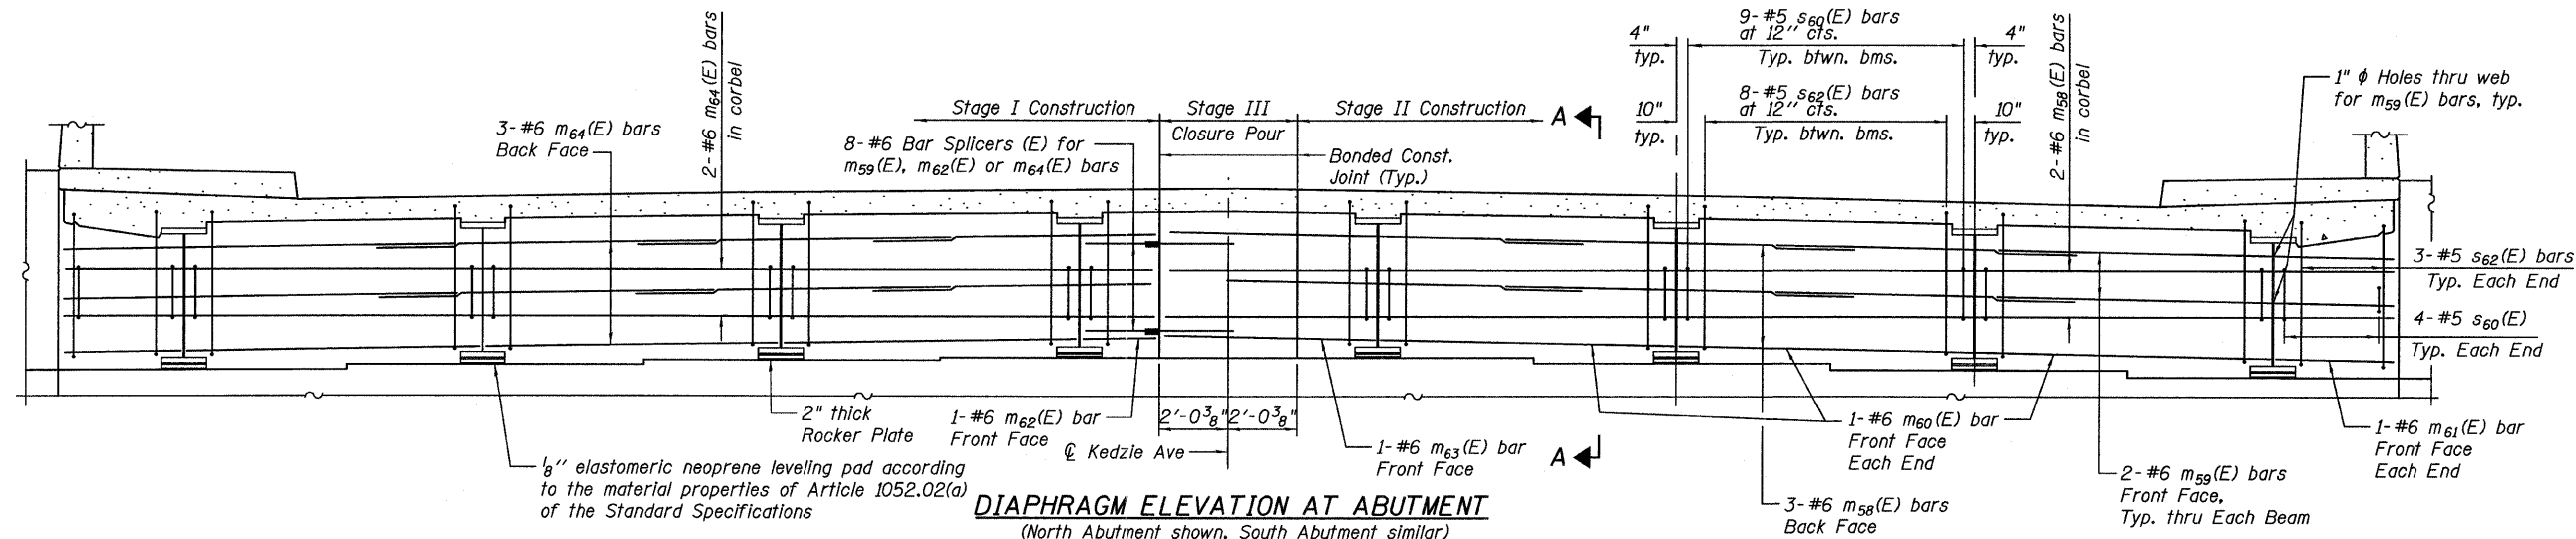 2-#6 m64(E) bars
in corbel
3-#6 m64(E) bars
Back Face
Stage I Construction
Stage III
Closure Pour
Stage II Construction
8-#6 Bar Splicers (E) for
m59(E), m62(E) or m64(E) bars
Bonded Const.
Joint (Typ.)
A
4"
typ.
9-#5 s60(E) bars
at 12" cts.
Typ. btwn. bms.
4"
typ.
10"
typ.
8-#5 s62(E) bars
at 12" cts.
Typ. btwn. bms.
10"
typ.
2-#6 m58(E) bars
in corbel
1" ϕ Holes thru web
for m59(E) bars, typ.
3-#5 s62(E) bars
Typ. Each End
4-#5 s60(E)
Typ. Each End
2" thick
Rocker Plate
1-#6 m62(E) bar
Front Face
2'-0 3/8"
2'-0 3/8"
℄ Kedzie Ave
1-#6 m63(E) bar
Front Face
A
1-#6 m60(E) bar
Front Face
Each End
1-#6 m61(E) bar
Front Face
Each End
2-#6 m59(E) bars
Front Face,
Typ. thru Each Beam
3-#6 m58(E) bars
Back Face
1/8" elastomeric neoprene leveling pad according
to the material properties of Article 1052.02(a)
of the Standard Specifications
DIAPHRAGM ELEVATION AT ABUTMENT
(North Abutment shown, South Abutment similar)